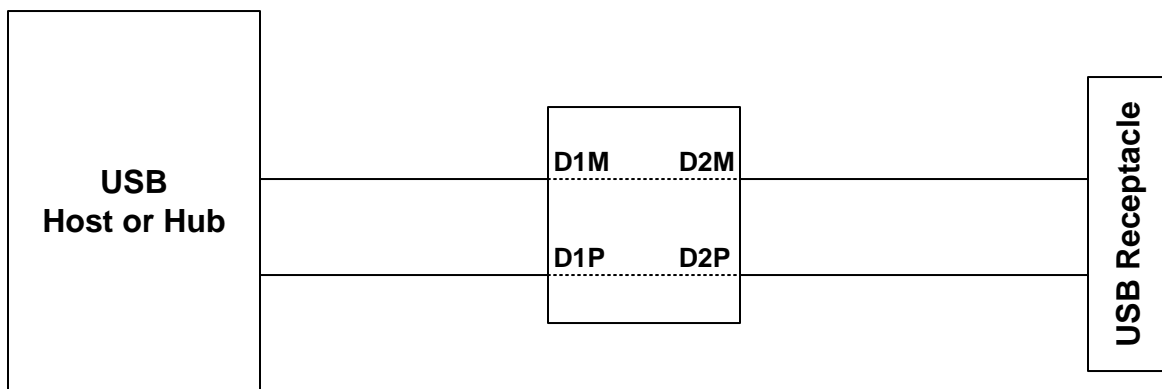 USB
Host or Hub
D1M D2M
D1P D2P
USB Receptacle